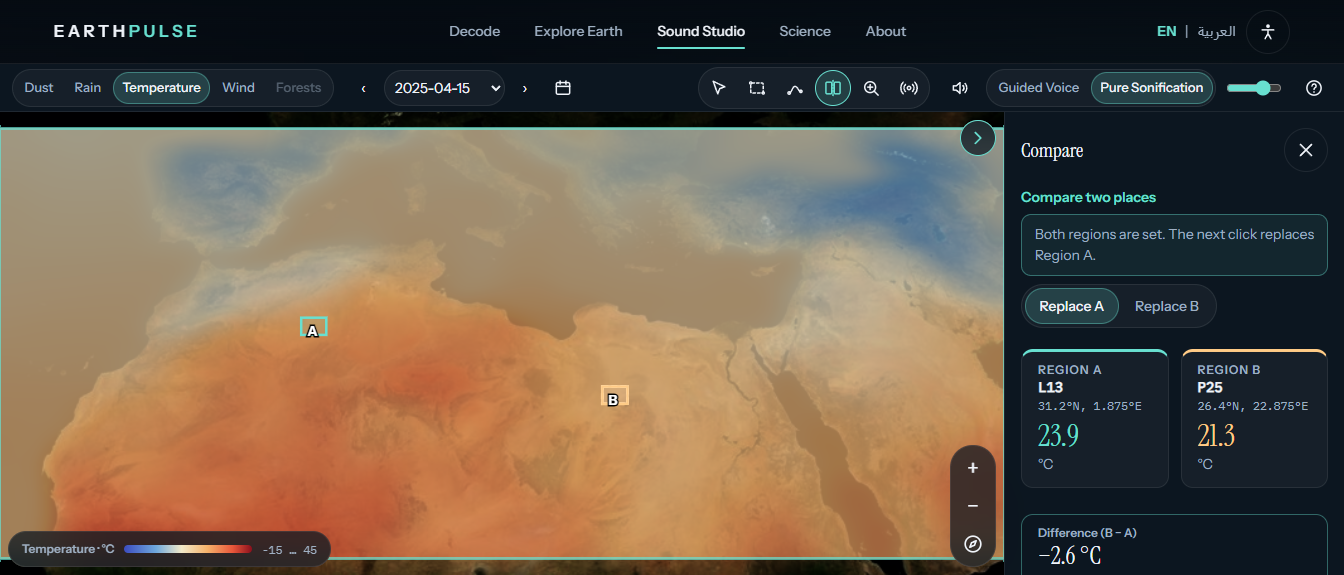 EARTHPULSE
Decode
Explore Earth
Sound Studio
Science
About
EN | العربية
Dust
Rain
Temperature
Wind
Forests
‹
2025-04-15
›
Guided Voice
Pure Sonification
A
B
Temperature · °C
-15 … 45
+
−
Compare
Compare two places
Both regions are set. The next click replaces
Region A.
Replace A
Replace B
REGION A
L13
31.2°N, 1.875°E
23.9
°C
REGION B
P25
26.4°N, 22.875°E
21.3
°C
Difference (B − A)
−2.6 °C